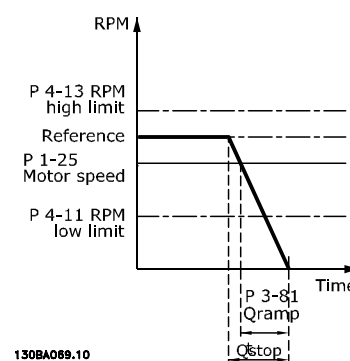 RPM
P 4-13 RPM
high limit
Reference
P 1-25
Motor speed
P 4-11 RPM
low limit
Time
P 3-81
Qramp
Qstop
130BA069.10